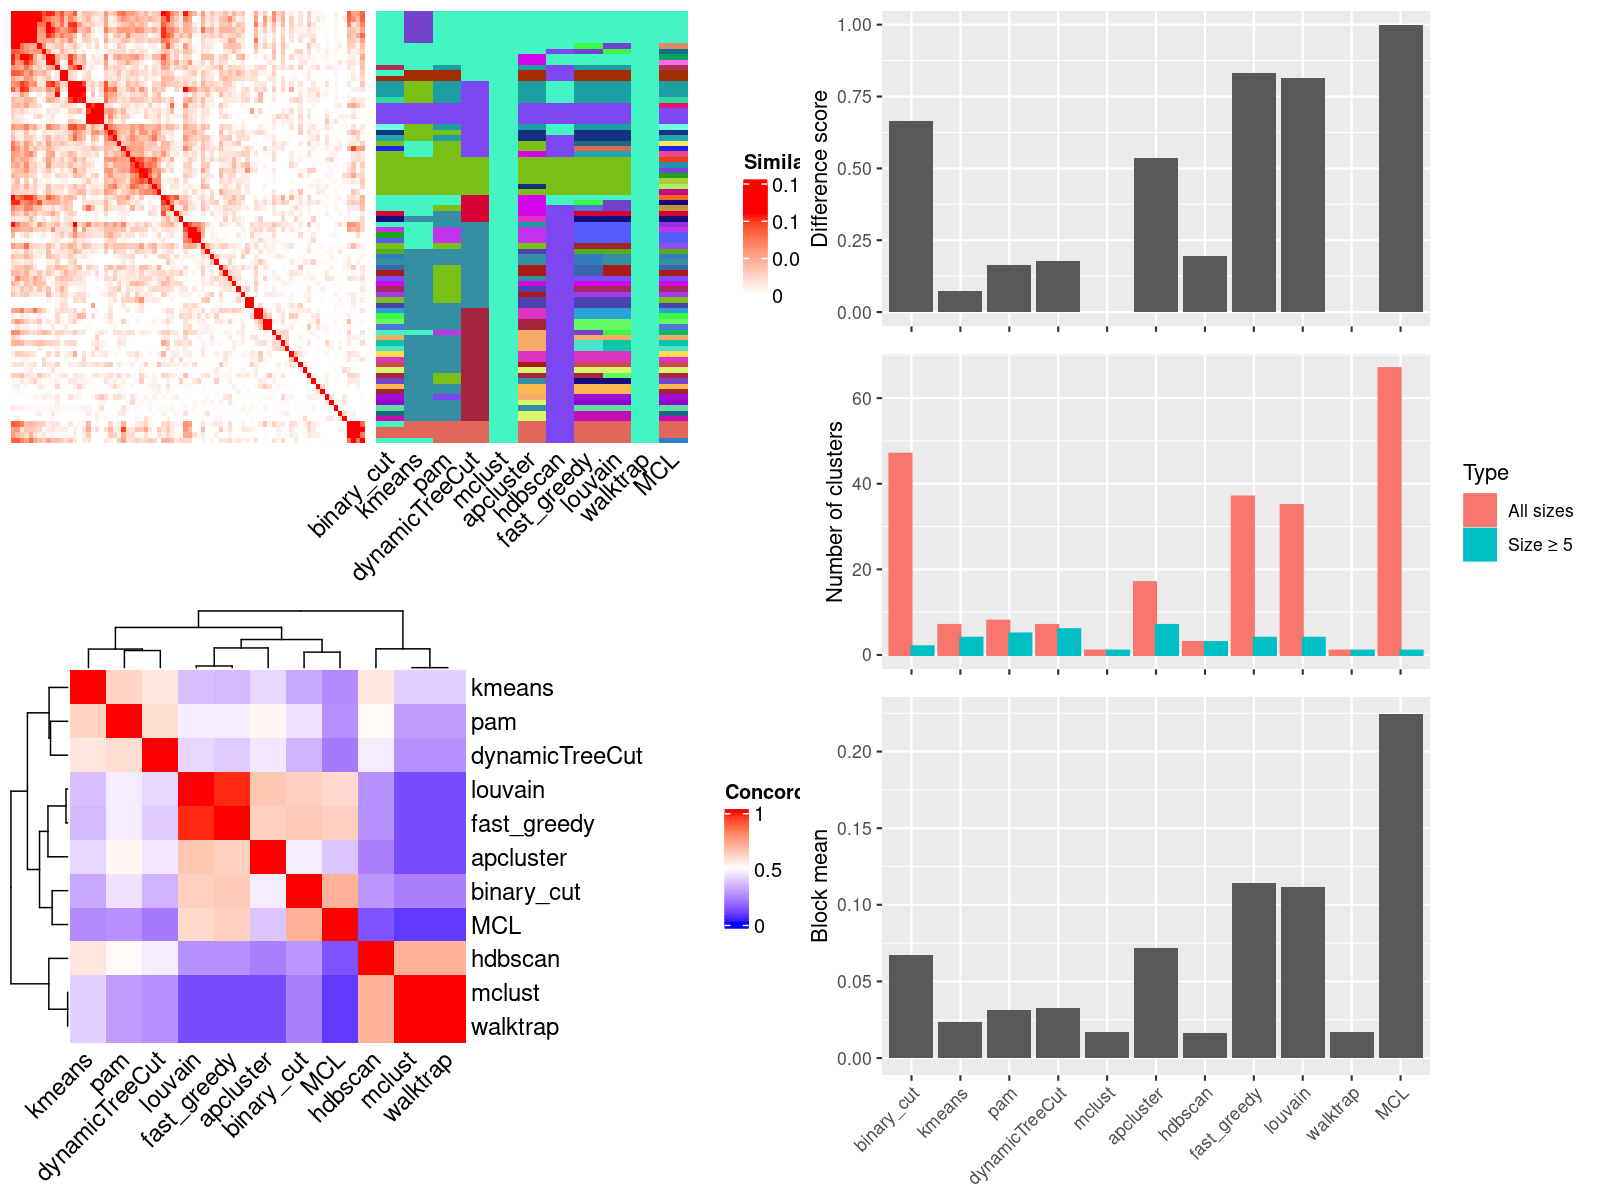 Simila
0.1
0.1
0.0
0
binary_cut
kmeans
pam
dynamicTreeCut
mclust
apcluster
hdbscan
fast_greedy
louvain
walktrap
MCL
kmeans
pam
dynamicTreeCut
louvain
fast_greedy
apcluster
binary_cut
MCL
hdbscan
mclust
walktrap
kmeans
pam
dynamicTreeCut
louvain
fast_greedy
apcluster
binary_cut
MCL
hdbscan
mclust
walktrap
Concord
1
0.5
0
Difference score
1.00
0.75
0.50
0.25
0.00
Number of clusters
60
40
20
0
Type
All sizes
Size ≥ 5
Block mean
0.20
0.15
0.10
0.05
0.00
binary_cut
kmeans
pam
dynamicTreeCut
mclust
apcluster
hdbscan
fast_greedy
louvain
walktrap
MCL